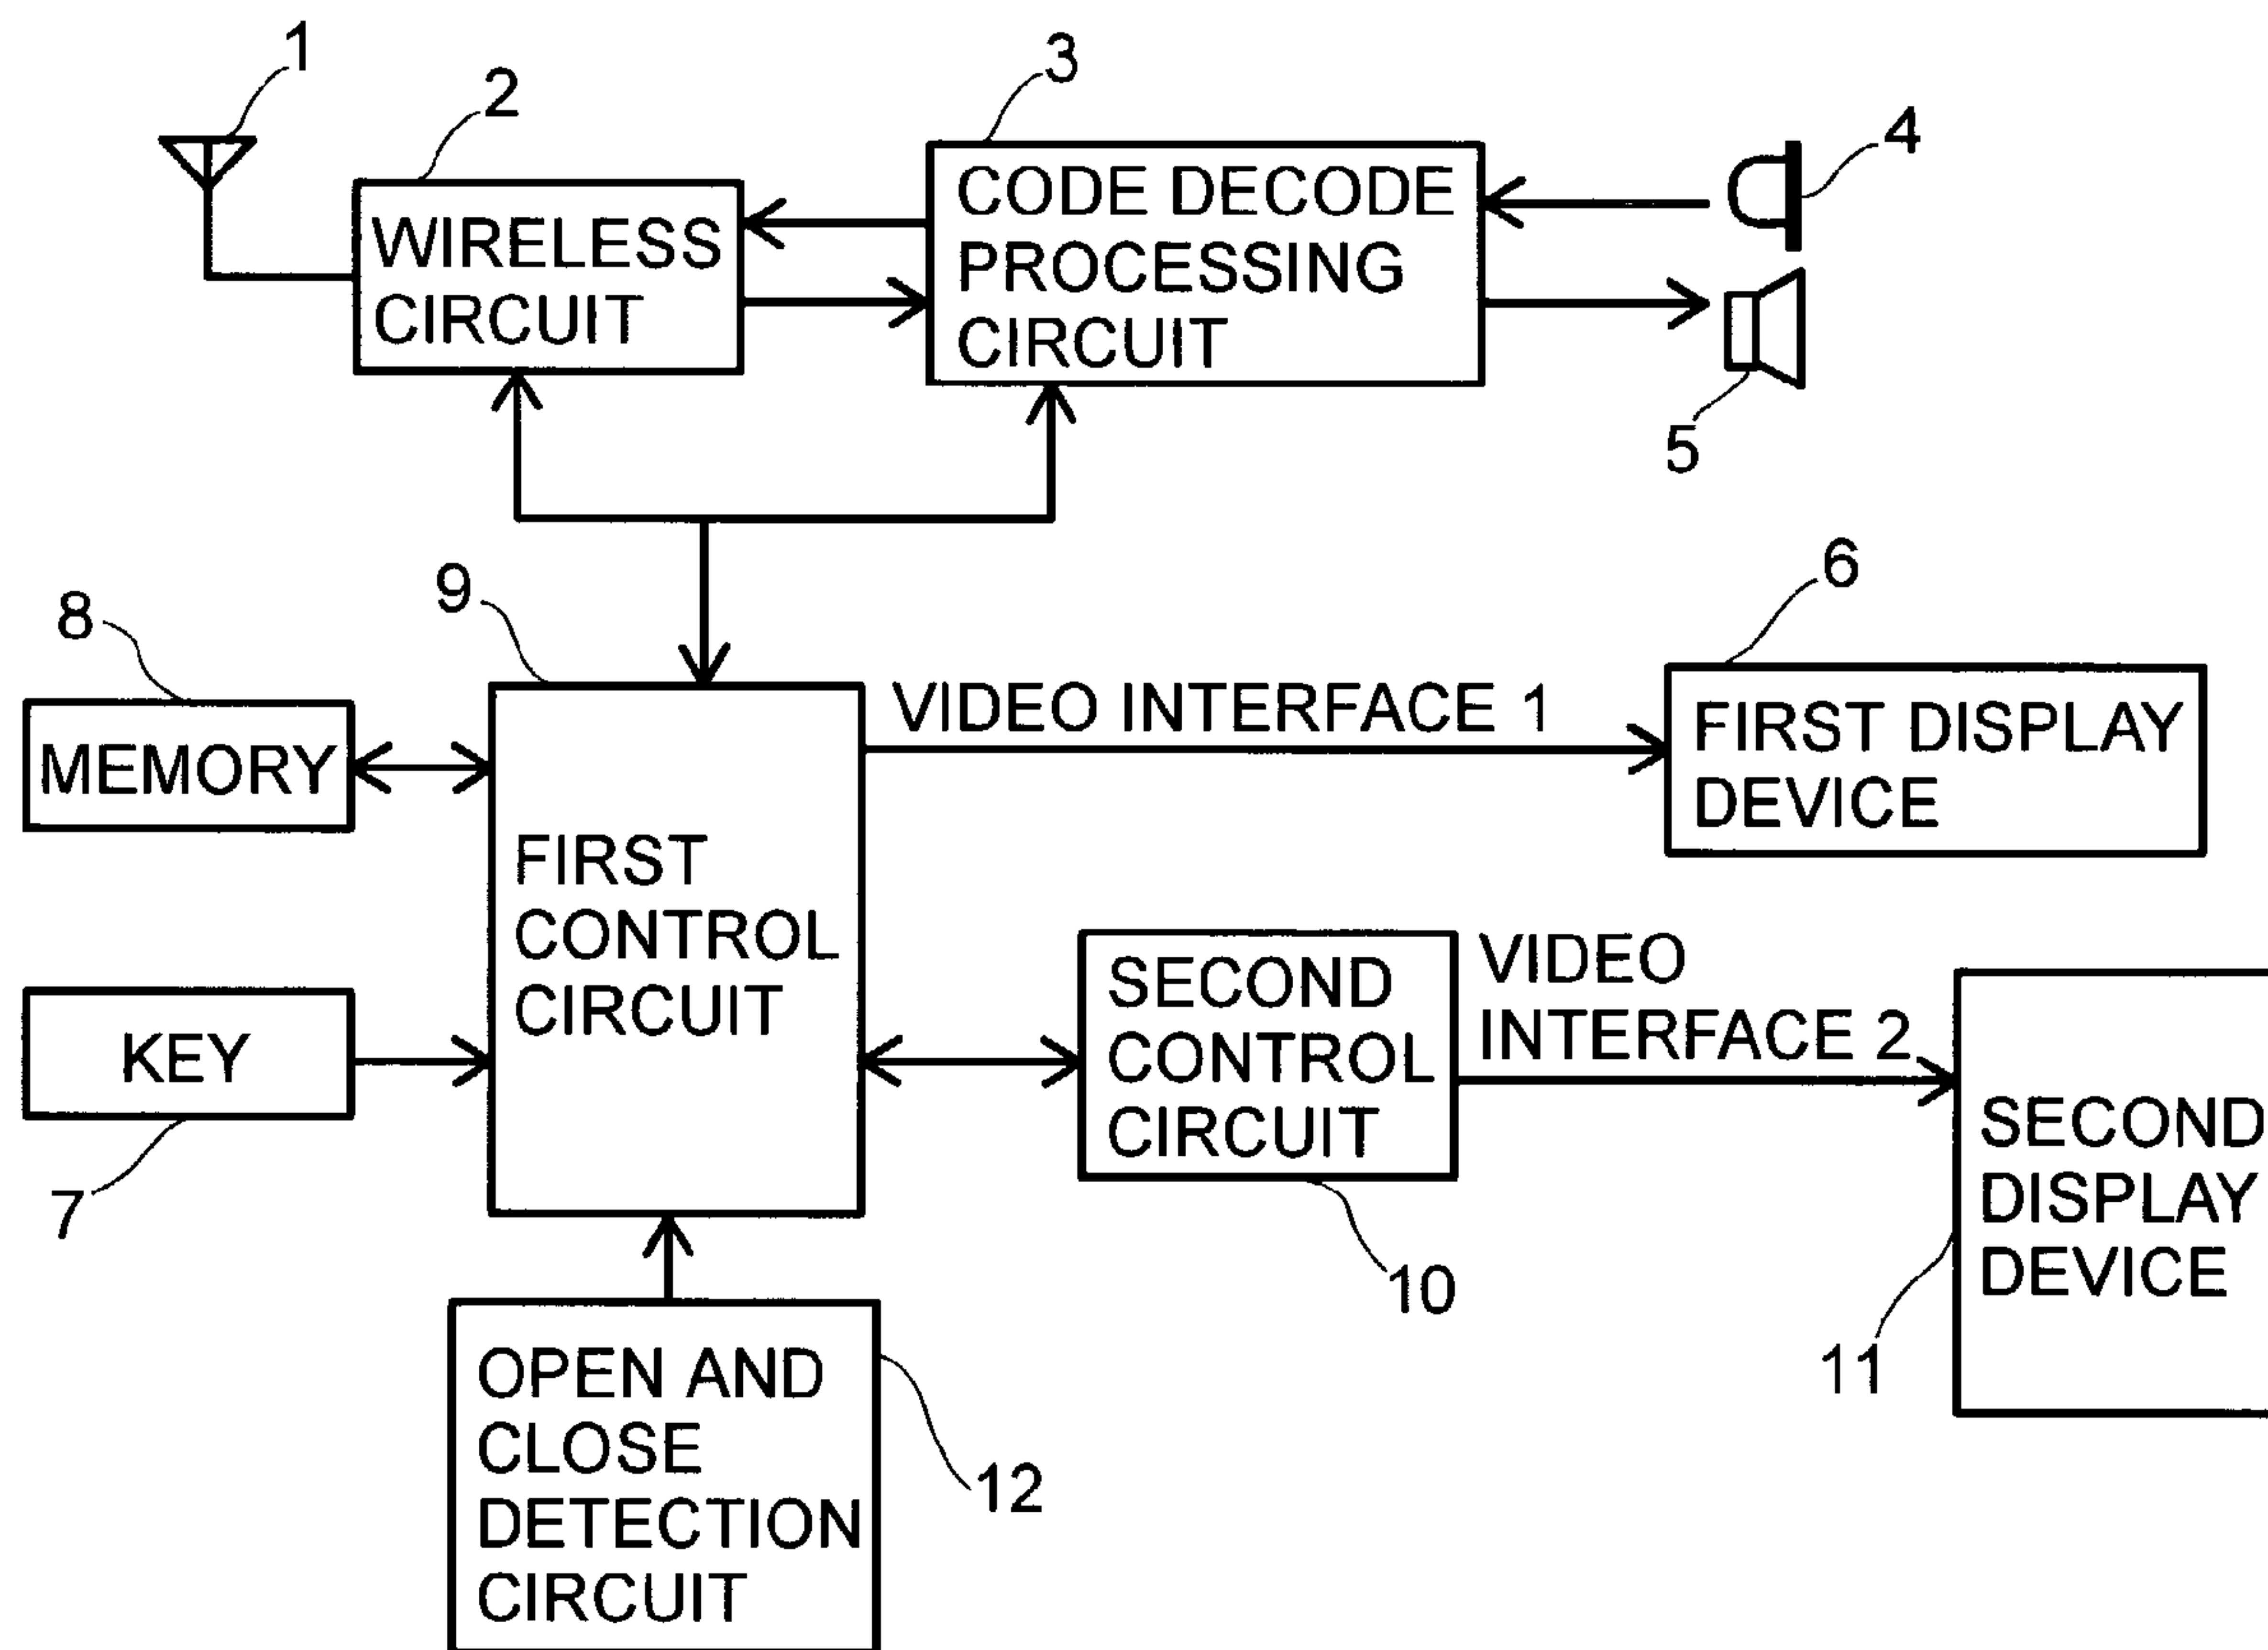 1
2
3
4
WIRELESS
CIRCUIT
CODE DECODE
PROCESSING
CIRCUIT
5
6
8
9
MEMORY
VIDEO INTERFACE 1
FIRST DISPLAY
DEVICE
FIRST
CONTROL
CIRCUIT
KEY
7
SECOND
CONTROL
CIRCUIT
10
VIDEO
INTERFACE 2
SECOND
DISPLAY
DEVICE
11
OPEN AND
CLOSE
DETECTION
CIRCUIT
12